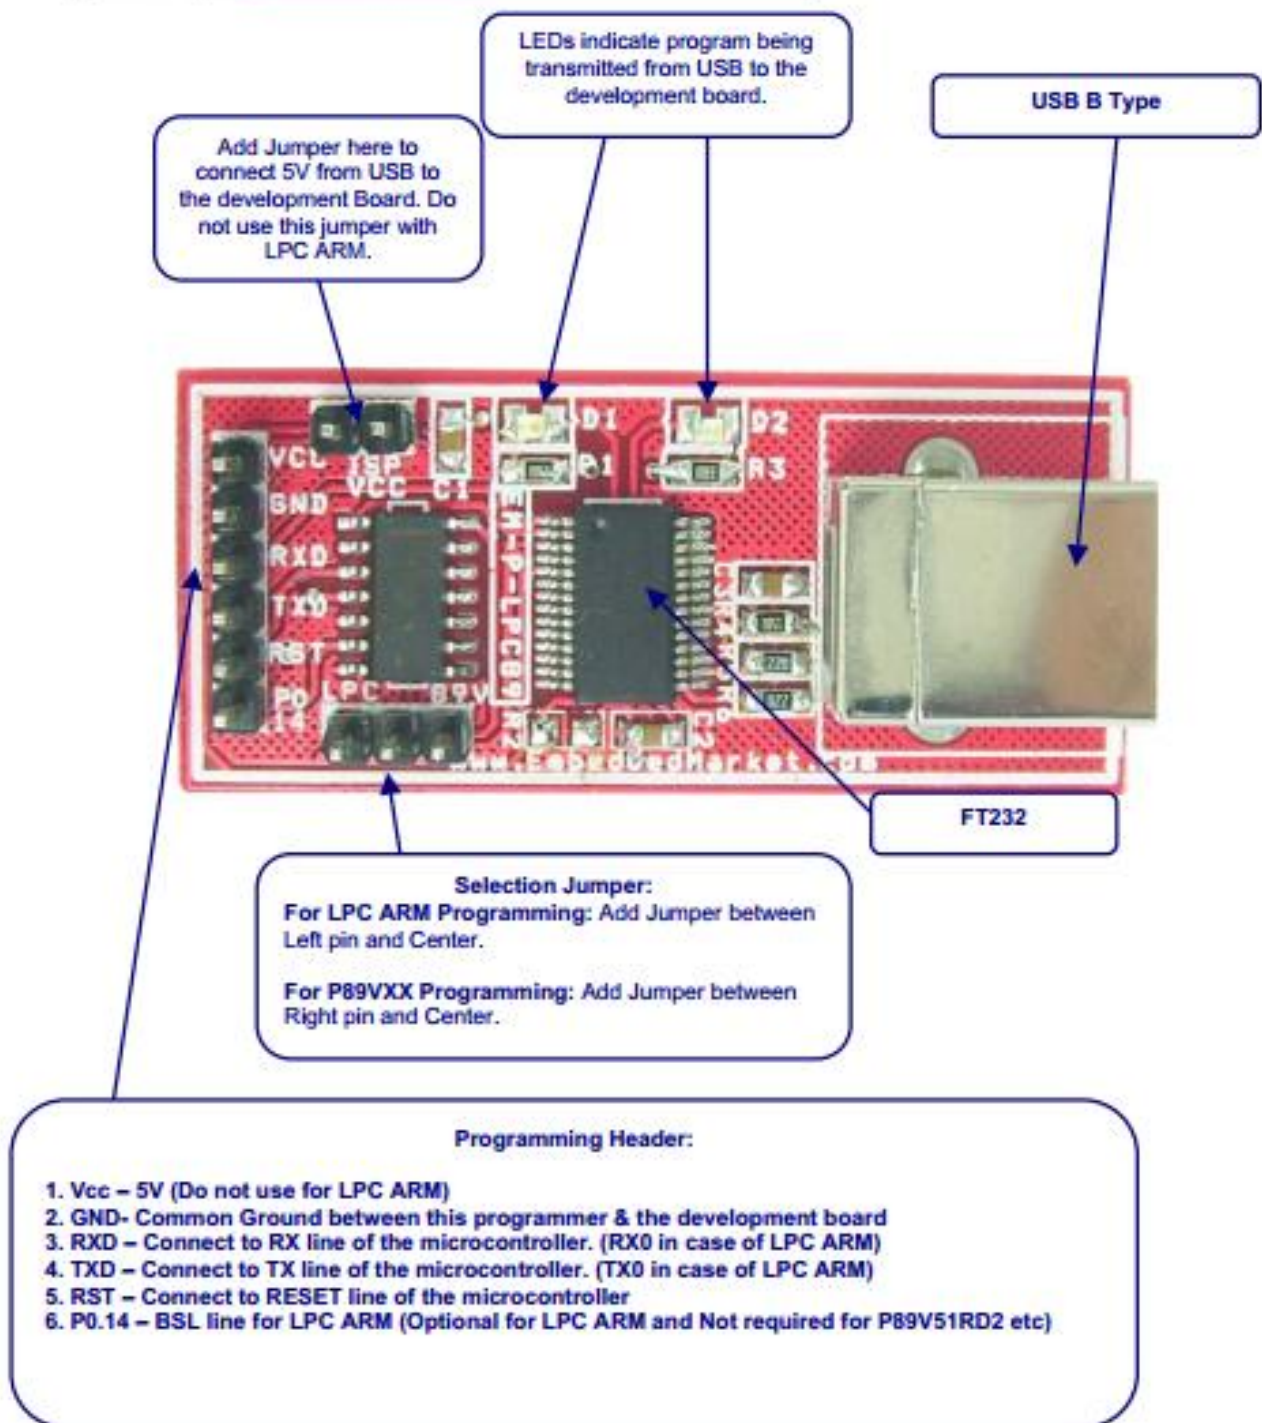 LEDs indicate program being
transmitted from USB to the
development board.
USB B Type
Add Jumper here to
connect 5V from USB to
the development Board. Do
not use this jumper with
LPC ARM.
D1
D2
VCC
ISP
VCC
C1
R3
GND
RXD
TXD
RST
P0
.14
LPC
89V
EM-P-LPC89
R2
C2
www.EmbeddedMarket.com
FT232
Selection Jumper:
For LPC ARM Programming: Add Jumper between
Left pin and Center.
For P89VXX Programming: Add Jumper between
Right pin and Center.
Programming Header:
1. Vcc – 5V (Do not use for LPC ARM)
2. GND- Common Ground between this programmer & the development board
3. RXD – Connect to RX line of the microcontroller. (RX0 in case of LPC ARM)
4. TXD – Connect to TX line of the microcontroller. (TX0 in case of LPC ARM)
5. RST – Connect to RESET line of the microcontroller
6. P0.14 – BSL line for LPC ARM (Optional for LPC ARM and Not required for P89V51RD2 etc)